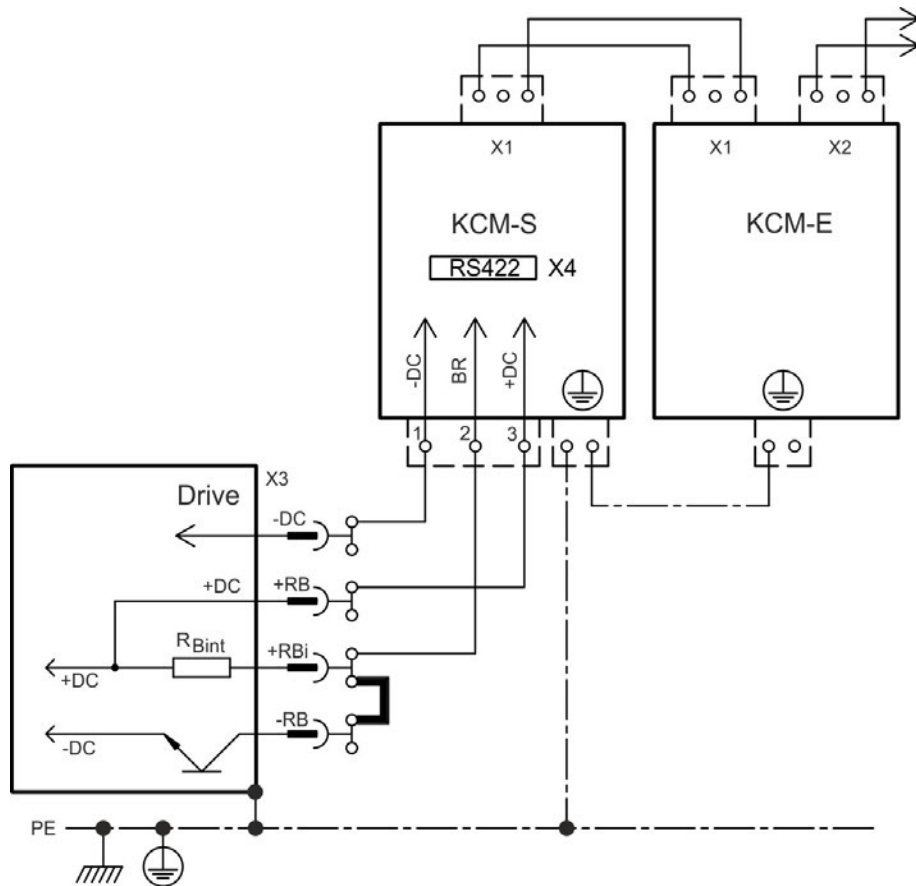 X1
X1
X2
KCM-S
KCM-E
RS422 X4
-DC
BR
+DC
1
2
3
X3
Drive
-DC
+DC
+RB
RBint
+RBi
+DC
-RB
-DC
PE